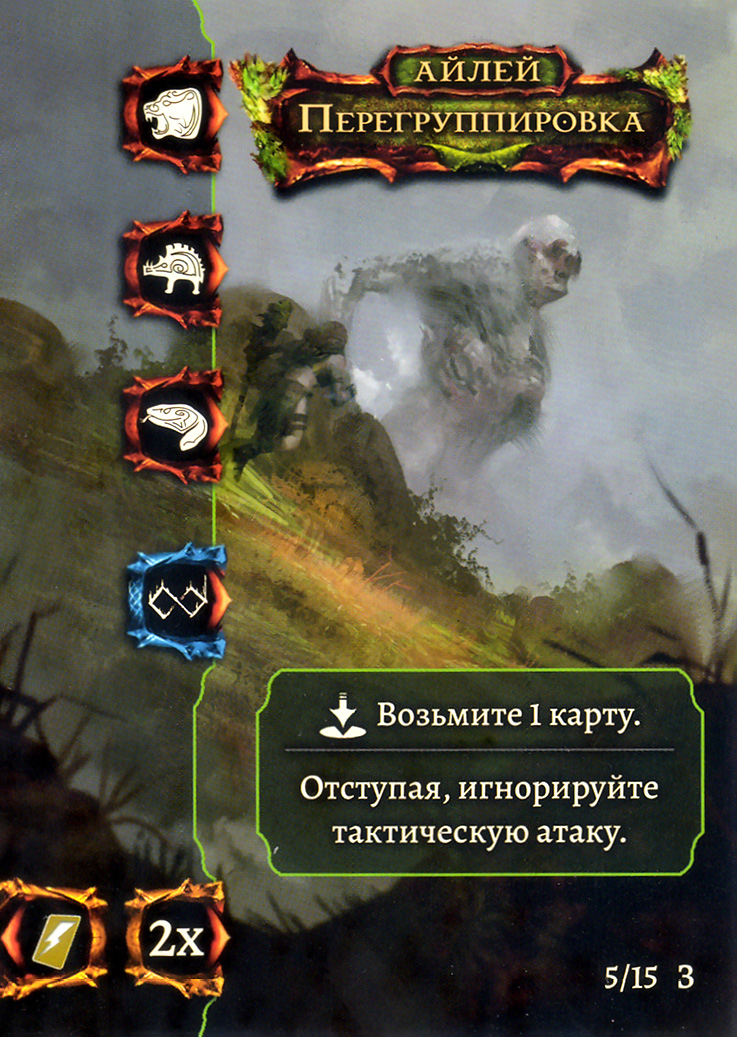 АЙЛЕЙ
ПЕРЕГРУППИРОВКА
Возьмите 1 карту.
Отступая, игнорируйте
тактическую атаку.
2x
5/15 3